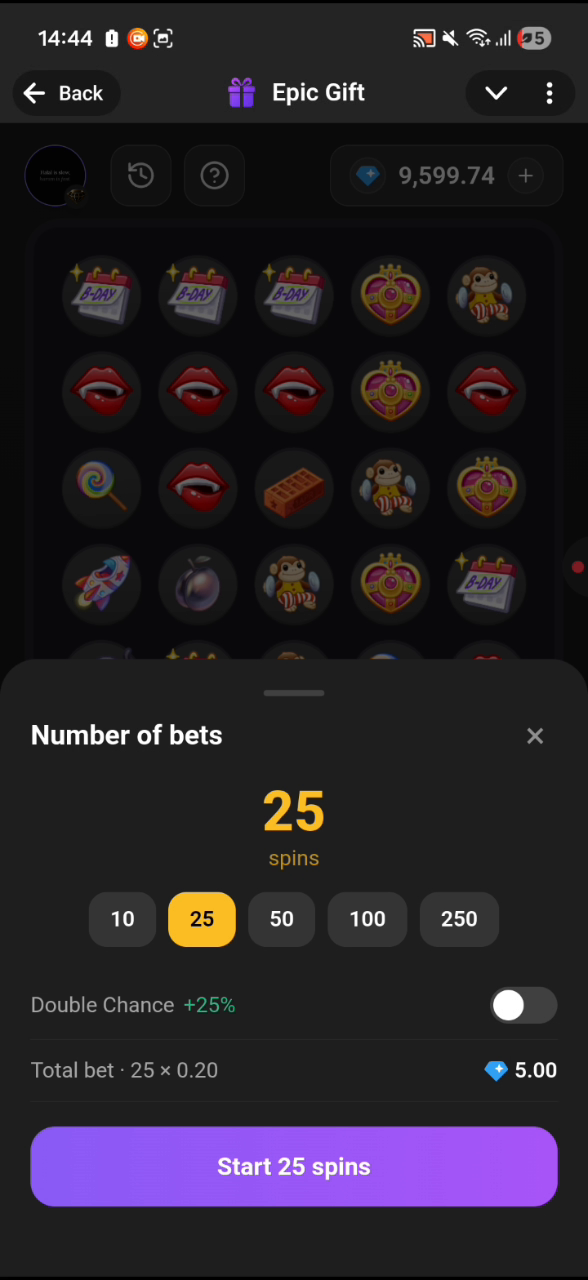 14:44
5
Back
Epic Gift
9,599.74
B-DAY B-DAY B-DAY
B-DAY
Number of bets
25
spins
10 25 50 100 250
Double Chance +25%
Total bet · 25 × 0.20 5.00
Start 25 spins